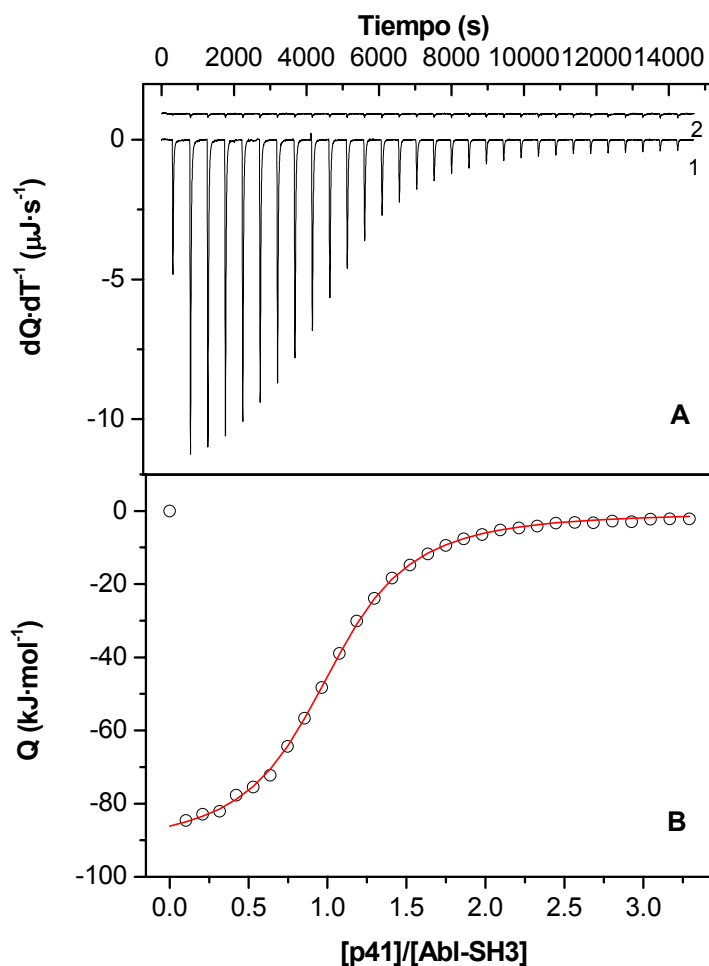 Tiempo (s)
0 2000 4000 6000 8000 10000 12000 14000
2
0
1
-5
dQ·dT⁻¹ (μJ·s⁻¹)
-10
A
0
-20
-40
Q (kJ·mol⁻¹)
-60
-80
B
-100
0.0 0.5 1.0 1.5 2.0 2.5 3.0
[p41]/[Abl-SH3]